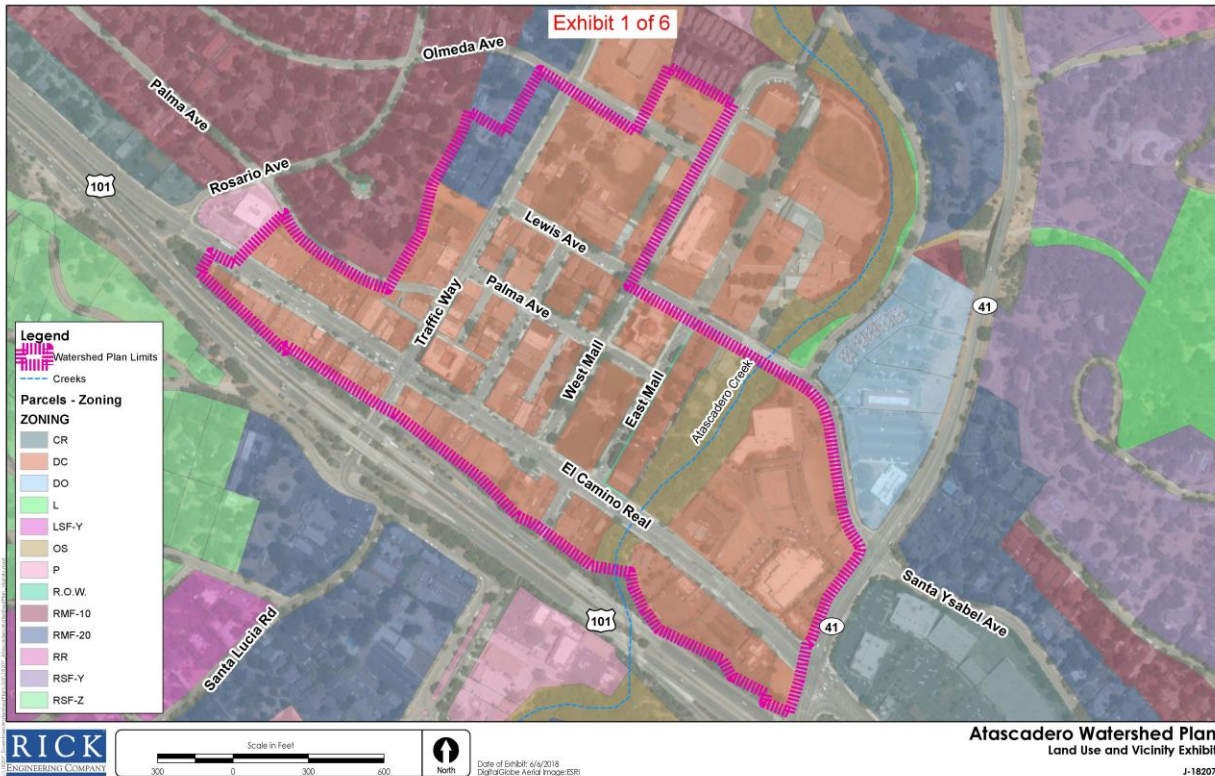 Exhibit 1 of 6
Olmeda Ave
Palma Ave
Rosario Ave
101
Lewis Ave
Palma Ave
Traffic Way
West Mall
East Mall
Atascadero Creek
41
El Camino Real
Santa Ysabel Ave
101
41
Santa Lucia Rd
Legend
Watershed Plan Limits
Creeks
Parcels - Zoning
ZONING
CR
DC
DO
L
LSF-Y
OS
P
R.O.W.
RMF-10
RMF-20
RR
RSF-Y
RSF-Z
RICK
ENGINEERING COMPANY
Scale in Feet
300 0 300 600
North
Date of Exhibit: 6/6/2018
DigitalGlobe Aerial Image:ESRI
Atascadero Watershed Plan
Land Use and Vicinity Exhibit
J-18207